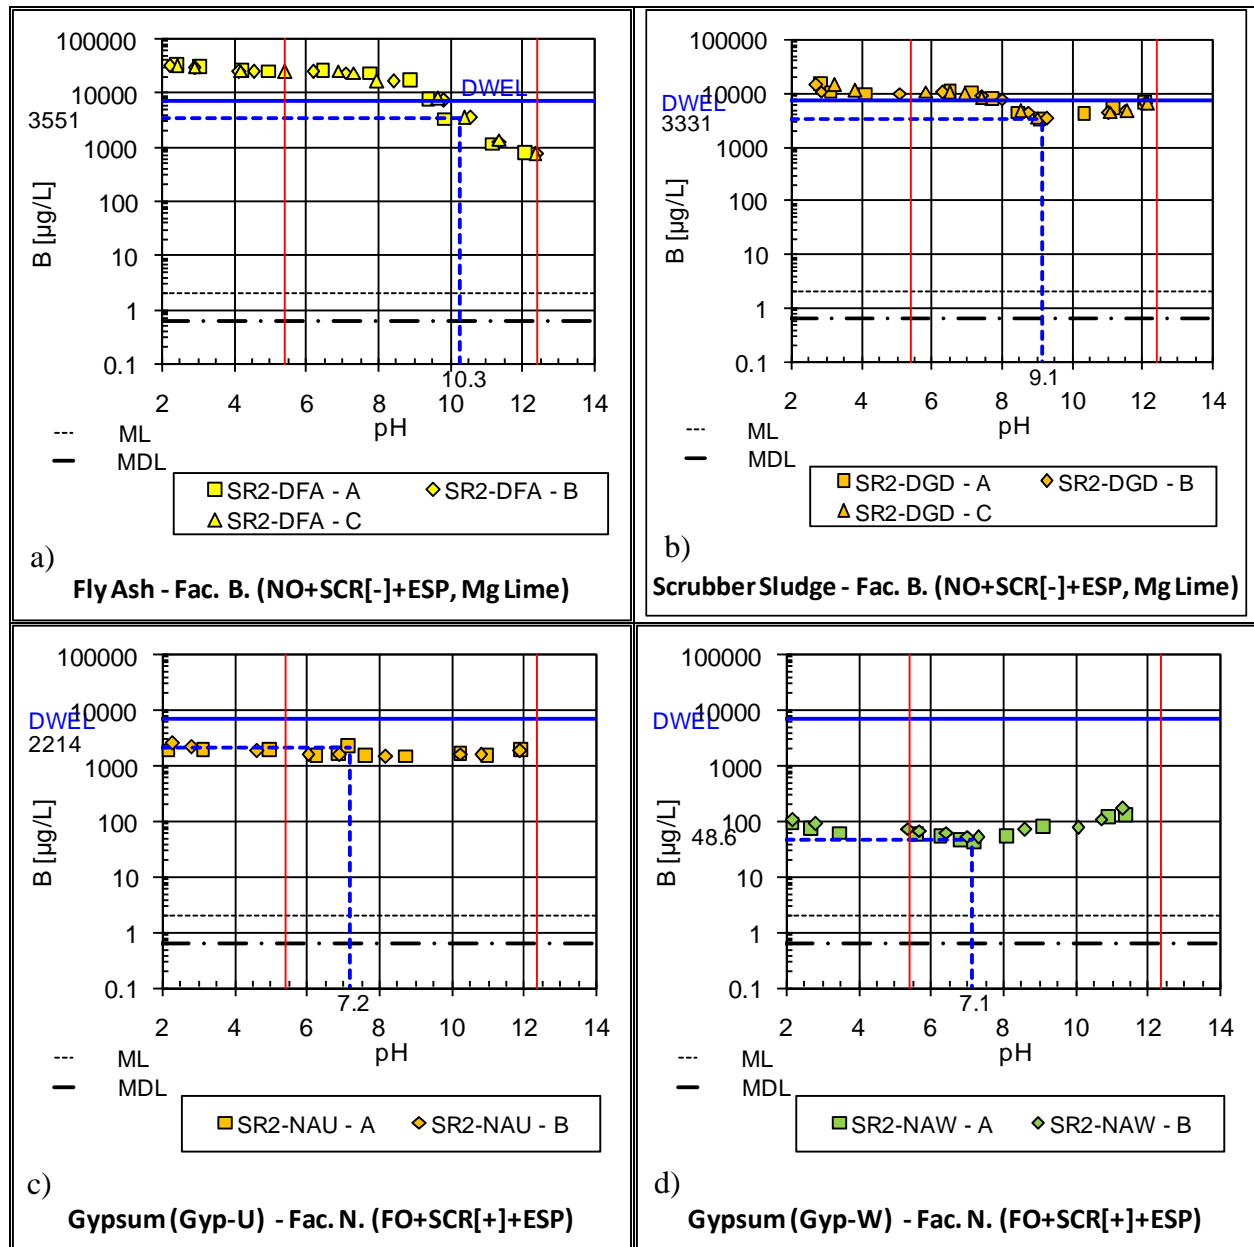 100000
10000
DWEL
3551
1000
100
10
1
0.1
B [µg/L]
10.3
2 4 6 8 10 12 14
pH
ML
MDL
SR2-DFA - A SR2-DFA - B
SR2-DFA - C
a)
Fly Ash - Fac. B. (NO+SCR[-]+ESP, Mg Lime)
100000
10000
DWEL
3331
1000
100
10
1
0.1
B [µg/L]
9.1
2 4 6 8 10 12 14
pH
ML
MDL
SR2-DGD - A SR2-DGD - B
SR2-DGD - C
b)
Scrubber Sludge - Fac. B. (NO+SCR[-]+ESP, Mg Lime)
100000
10000
DWEL
2214
1000
100
10
1
0.1
B [µg/L]
7.2
2 4 6 8 10 12 14
pH
ML
MDL
SR2-NAU - A SR2-NAU - B
c)
Gypsum (Gyp-U) - Fac. N. (FO+SCR[+]+ESP)
100000
10000
DWEL
1000
100
48.6
10
1
0.1
B [µg/L]
7.1
2 4 6 8 10 12 14
pH
ML
MDL
SR2-NAW - A SR2-NAW - B
d)
Gypsum (Gyp-W) - Fac. N. (FO+SCR[+]+ESP)